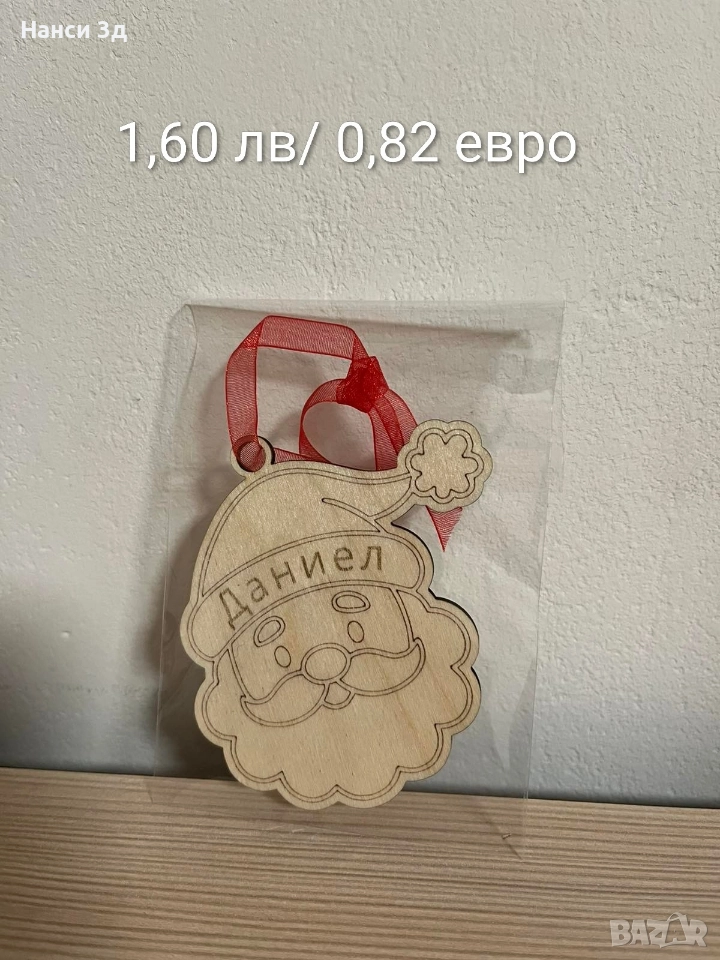 Нанси 3д
1,60 лв/ 0,82 евро
Даниел
BAZAR